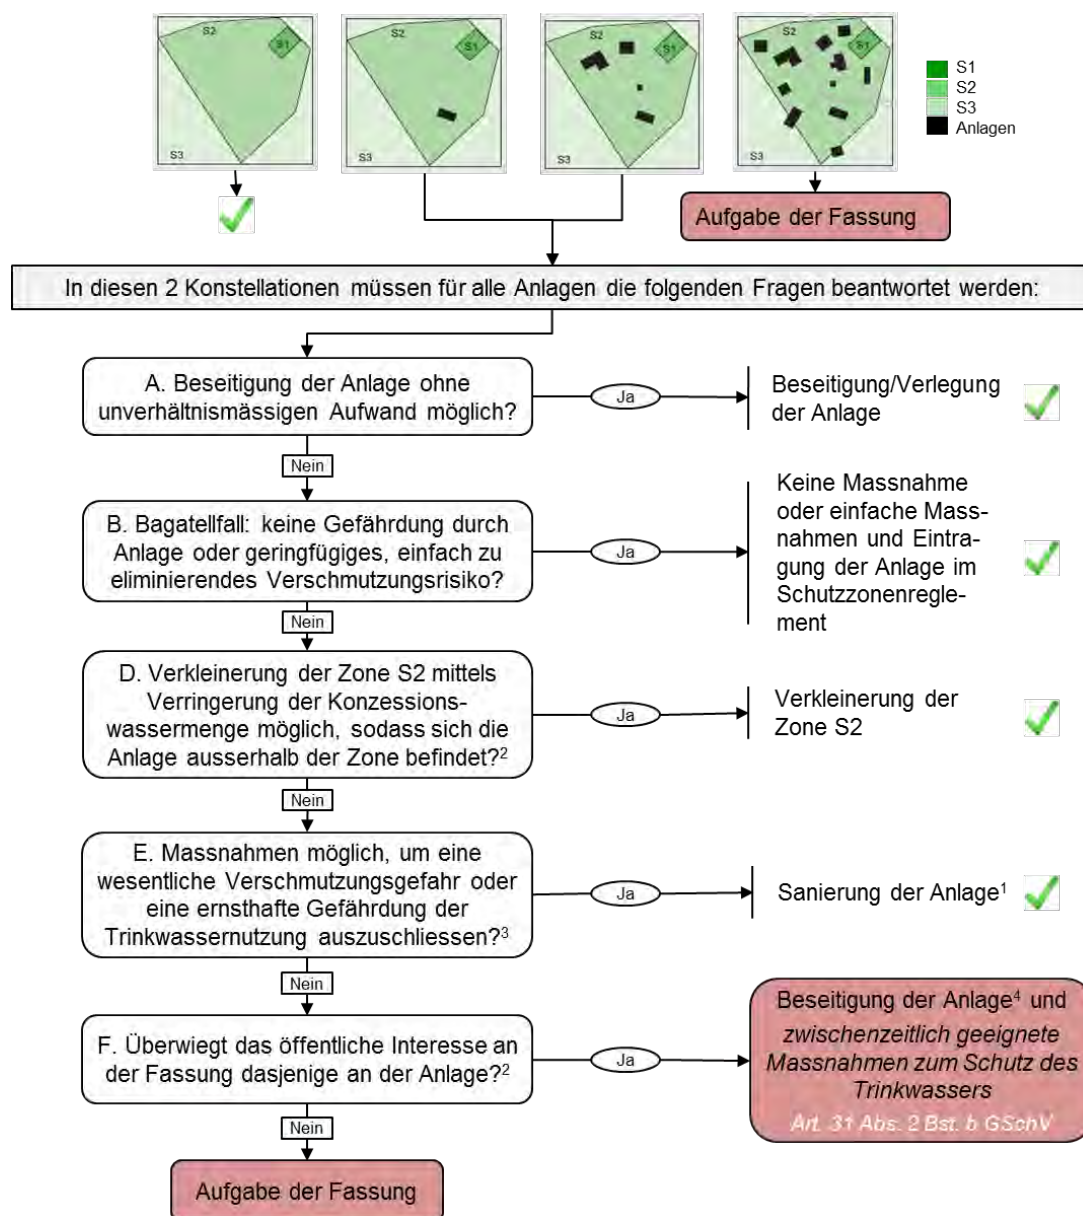 S2
S1
S3
S2
S1
S3
S2
S1
S3
S2
S1
S3
S1
S2
S3
Anlagen
Aufgabe der Fassung
In diesen 2 Konstellationen müssen für alle Anlagen die folgenden Fragen beantwortet werden:
A. Beseitigung der Anlage ohne
unverhältnismässigen Aufwand möglich?
Ja
Beseitigung/Verlegung
der Anlage
Nein
B. Bagatellfall: keine Gefährdung durch
Anlage oder geringfügiges, einfach zu
eliminierendes Verschmutzungsrisiko?
Ja
Keine Massnahme
oder einfache Mass-
nahmen und Eintra-
gung der Anlage im
Schutzzonenregle-
ment
Nein
D. Verkleinerung der Zone S2 mittels
Verringerung der Konzessions-
wassermenge möglich, sodass sich die
Anlage ausserhalb der Zone befindet?²
Ja
Verkleinerung der
Zone S2
Nein
E. Massnahmen möglich, um eine
wesentliche Verschmutzungsgefahr oder
eine ernsthafte Gefährdung der
Trinkwassernutzung auszuschliessen?³
Ja
Sanierung der Anlage¹
Nein
F. Überwiegt das öffentliche Interesse an
der Fassung dasjenige an der Anlage?²
Ja
Beseitigung der Anlage⁴ und
zwischenzeitlich geeignete
Massnahmen zum Schutz des
Trinkwassers
Art. 31 Abs. 2 Bst. b GSchV
Nein
Aufgabe der Fassung